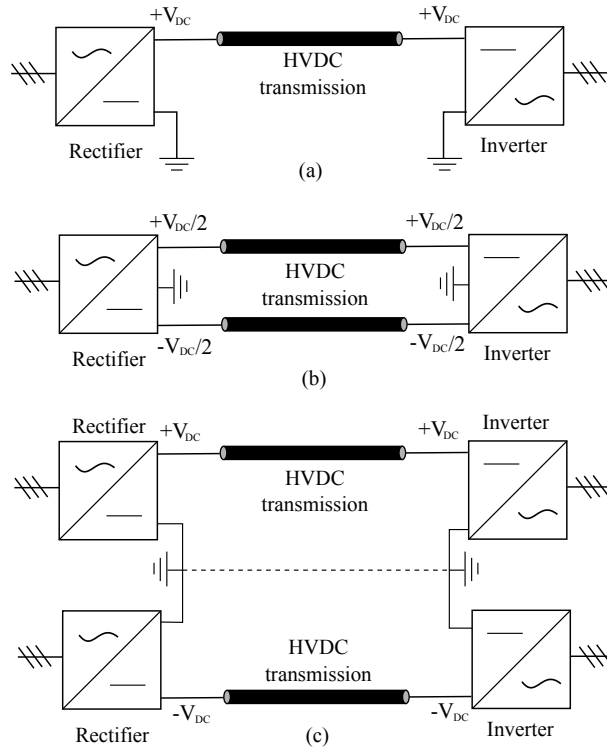 +V_DC +V_DC
HVDC
transmission
Rectifier Inverter
(a)
+V_DC/2 +V_DC/2
HVDC
transmission
Rectifier -V_DC/2 -V_DC/2 Inverter
(b)
Rectifier Inverter
+V_DC +V_DC
HVDC
transmission
HVDC
transmission
Rectifier -V_DC (c) -V_DC Inverter